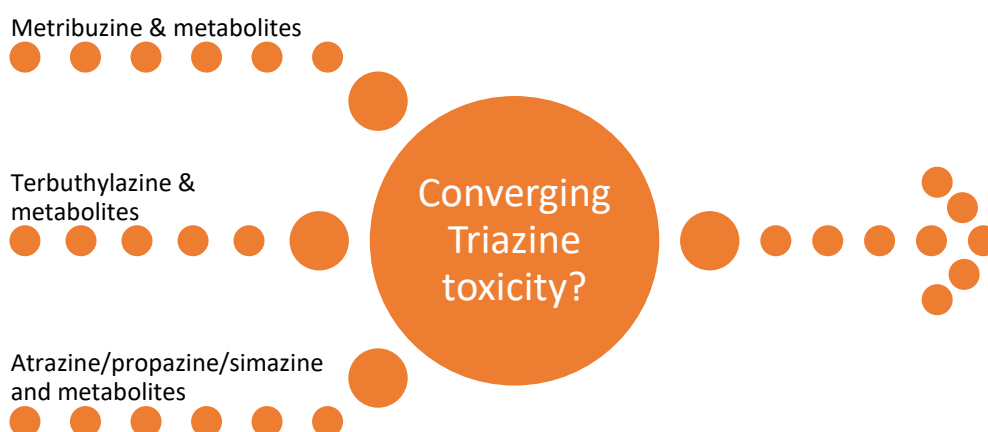 Metribuzine & metabolites
Terbuthylazine &
metabolites
Converging
Triazine
toxicity?
Atrazine/propazine/simazine
and metabolites